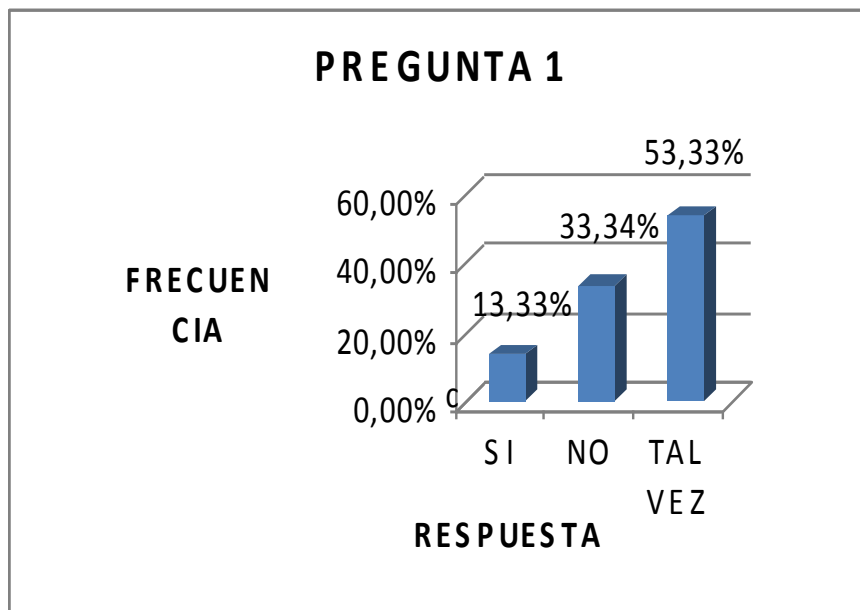 PREGUNTA 1
53,33%
60,00%
33,34%
40,00%
FRECUEN
CIA
13,33%
20,00%
0,00%
C
SI NO TAL
VEZ
RESPUESTA